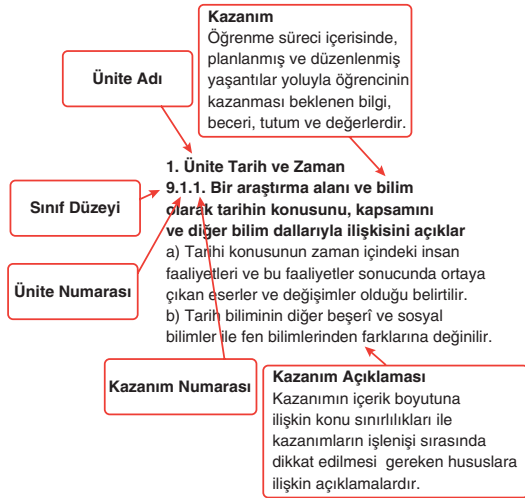 Kazanım
Öğrenme süreci içerisinde,
planlanmış ve düzenlenmiş
yaşantılar yoluyla öğrencinin
kazanması beklenen bilgi,
beceri, tutum ve değerlerdir.
Ünite Adı
1. Ünite Tarih ve Zaman
9.1.1. Bir araştırma alanı ve bilim
olarak tarihin konusunu, kapsamını
ve diğer bilim dallarıyla ilişkisini açıklar
a) Tarihi konusunun zaman içindeki insan
faaliyetleri ve bu faaliyetler sonucunda ortaya
çıkan eserler ve değişimler olduğu belirtilir.
b) Tarih biliminin diğer beşerî ve sosyal
bilimler ile fen bilimlerinden farklarına değinilir.
Sınıf Düzeyi
Ünite Numarası
Kazanım Numarası
Kazanım Açıklaması
Kazanımın içerik boyutuna
ilişkin konu sınırlılıkları ile
kazanımların işlenişi sırasında
dikkat edilmesi gereken hususlara
ilişkin açıklamalardır.